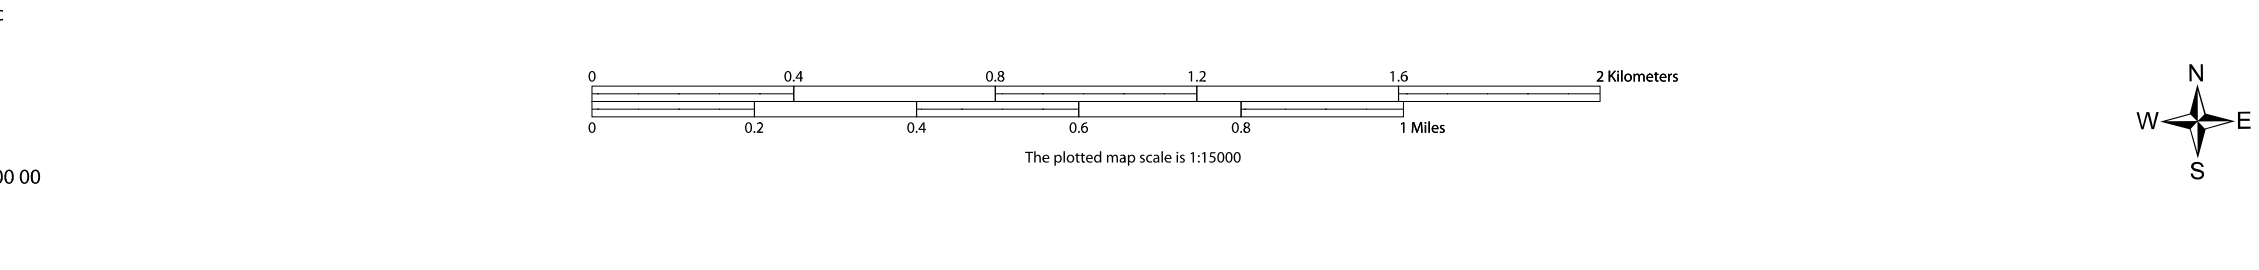 0 0.4 0.8 1.2 1.6 2 Kilometers
0 0.2 0.4 0.6 0.8 1 Miles
The plotted map scale is 1:15000
N
W E
S
00 00